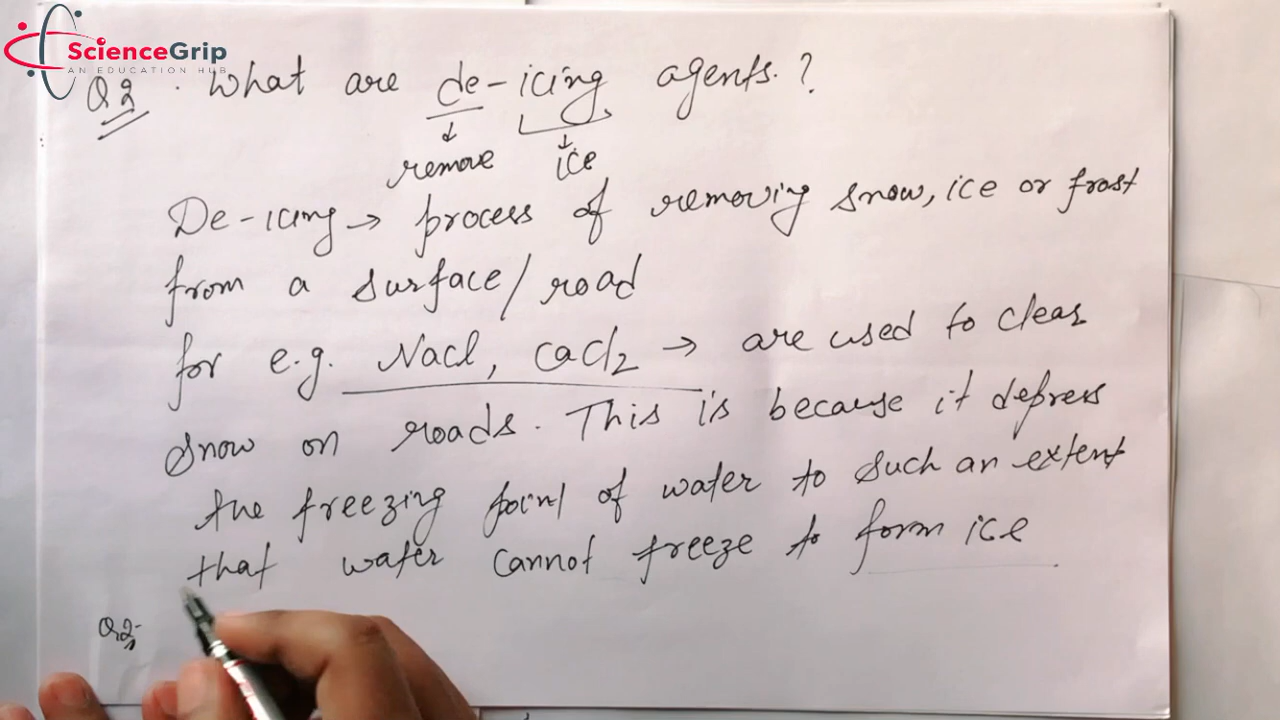 ScienceGrip
AN EDUCATION HUB
Q2. What are de-icing agents.?
↓ ↓
remove ice
De-icing → process of removing snow, ice or frost
from a surface/road
for e.g. NaCl, CaCl2 → are used to clear
snow on roads. This is because it depress
the freezing point of water to such an extent
that water cannot freeze to form ice
Q2-